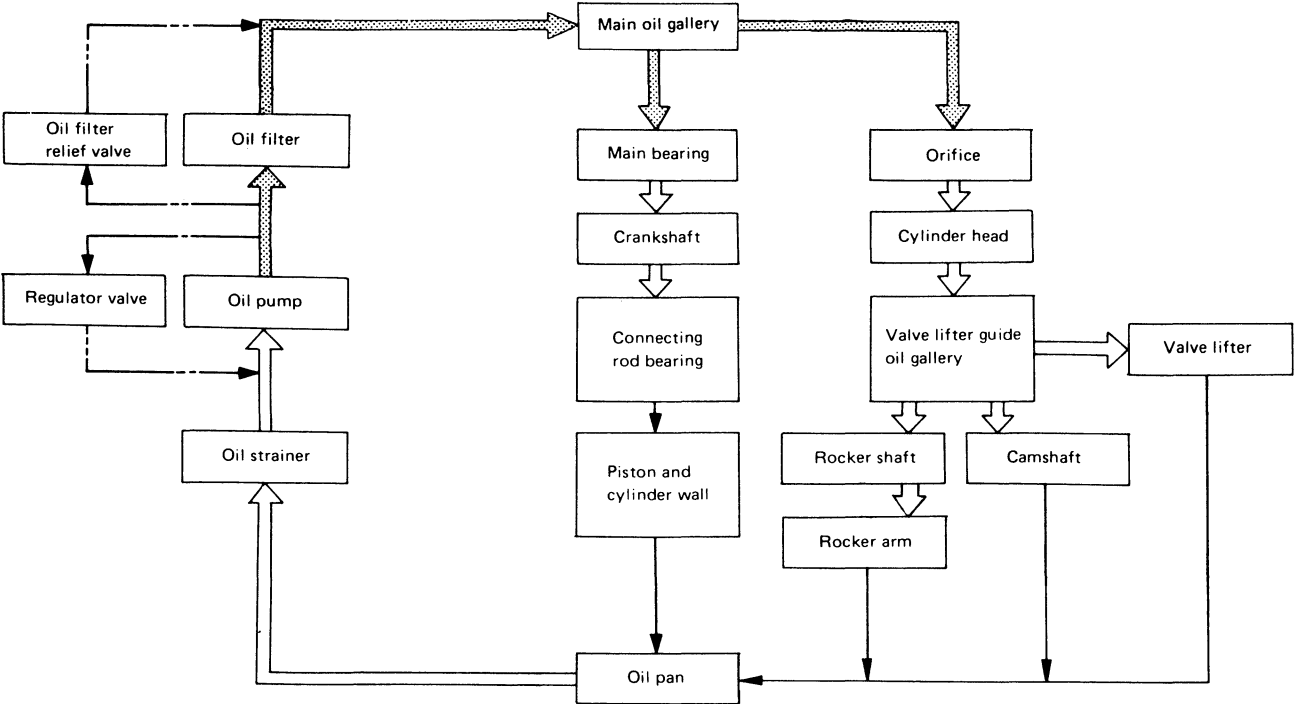 Main oil gallery
Oil filter
relief valve
Oil filter
Main bearing
Orifice
Crankshaft
Cylinder head
Regulator valve
Oil pump
Connecting
rod bearing
Valve lifter guide
oil gallery
Valve lifter
Oil strainer
Piston and
cylinder wall
Rocker shaft
Camshaft
Rocker arm
Oil pan